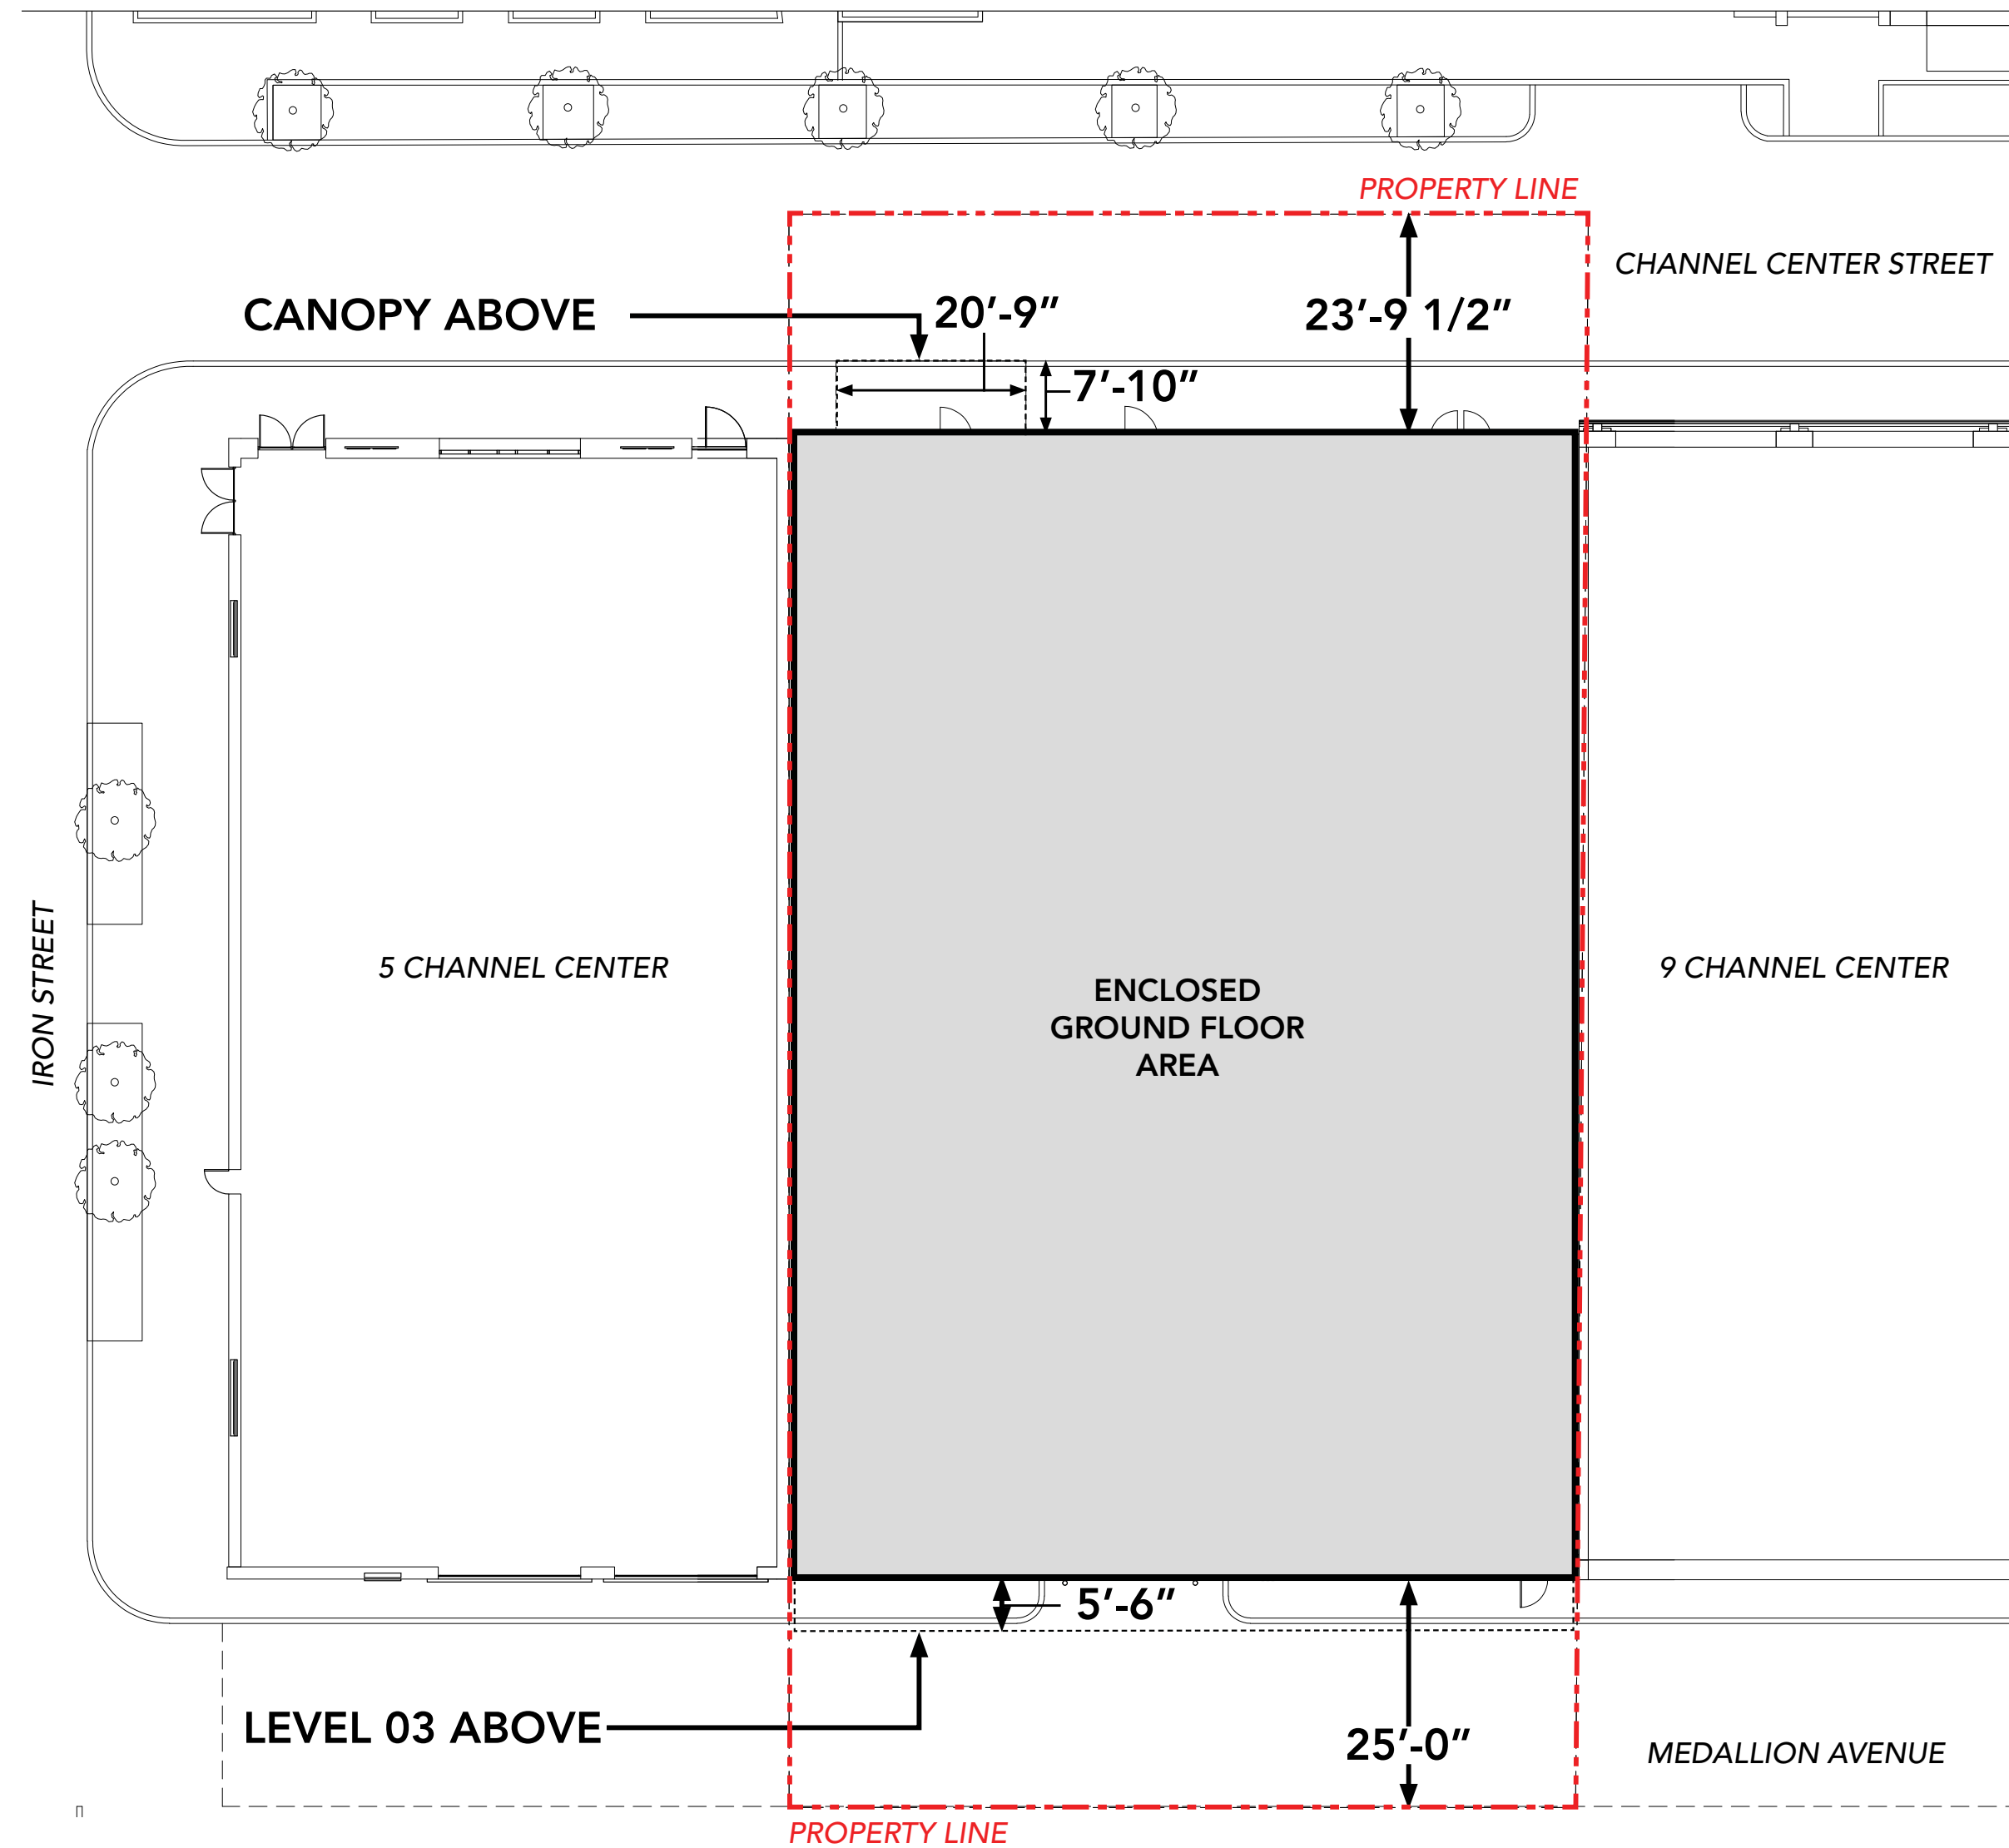 PROPERTY LINE
CHANNEL CENTER STREET
CANOPY ABOVE
20′-9″
23′-9 1/2″
7′-10″
5 CHANNEL CENTER
9 CHANNEL CENTER
ENCLOSED
GROUND FLOOR
AREA
IRON STREET
5′-6″
LEVEL 03 ABOVE
25′-0″
MEDALLION AVENUE
PROPERTY LINE